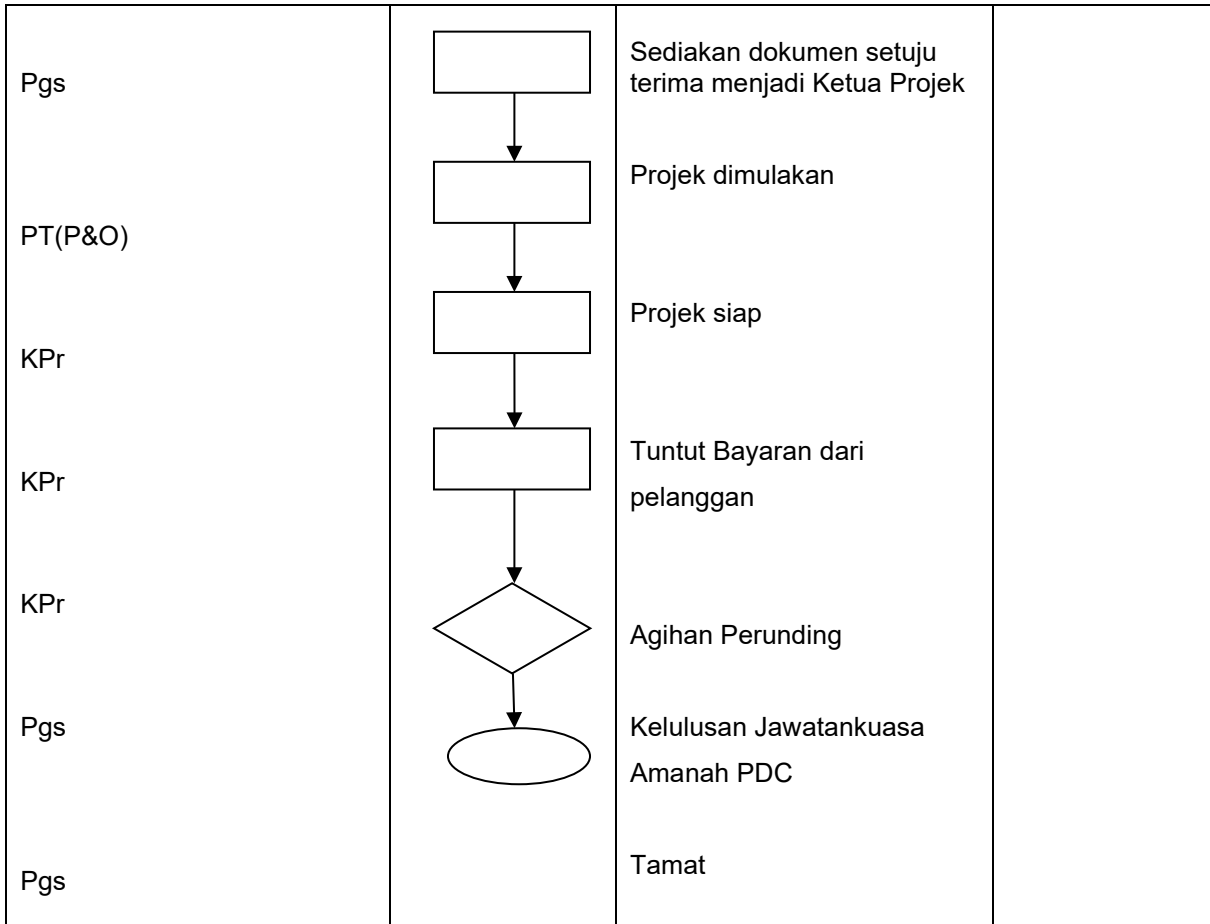 Pgs
PT(P&O)
KPr
KPr
KPr
Pgs
Pgs
Sediakan dokumen setuju
terima menjadi Ketua Projek
Projek dimulakan
Projek siap
Tuntut Bayaran dari
pelanggan
Agihan Perunding
Kelulusan Jawatankuasa
Amanah PDC
Tamat